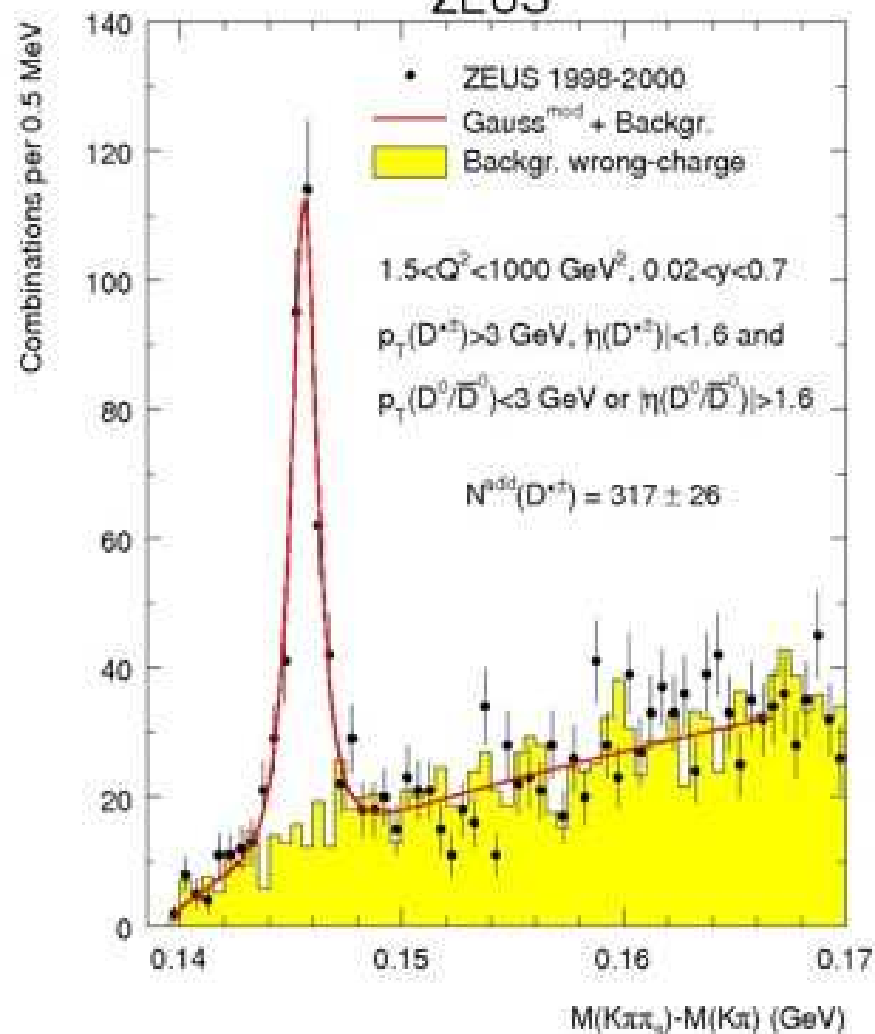 ZEUS
Combinations per 0.5 MeV
140
120
100
80
60
40
20
0
ZEUS 1998-2000
Gauss^mod + Backgr.
Backgr. wrong-charge
1.5<Q²<1000 GeV², 0.02<y<0.7
p_T(D*±)>3 GeV, |η(D*±)|<1.6 and
p_T(D⁰/D̅⁰)<3 GeV or |η(D⁰/D̅⁰)|>1.6
N^add(D*±) = 317 ± 26
0.14 0.15 0.16 0.17
M(Kππ_s)-M(Kπ) (GeV)